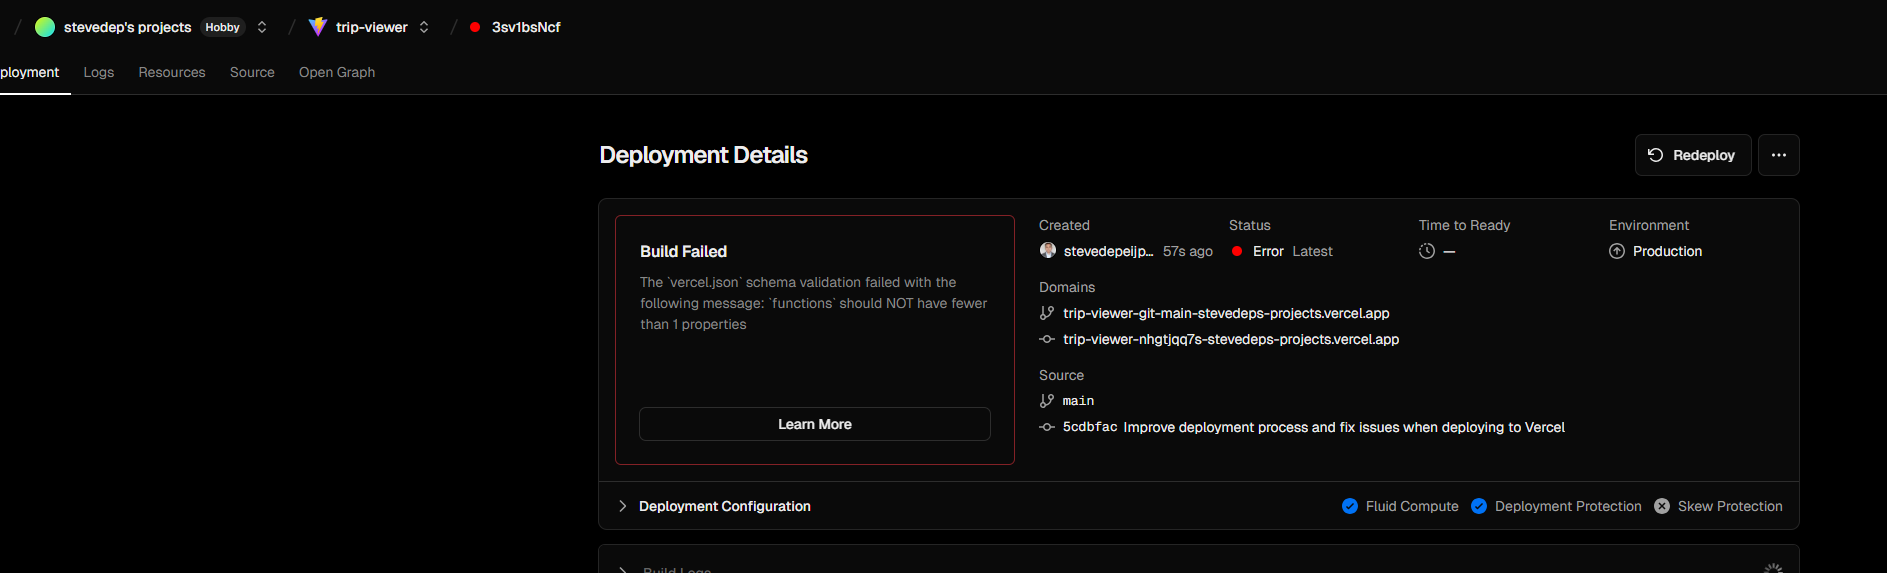 stevedep's projects Hobby trip-viewer 3sv1bsNcf
ployment Logs Resources Source Open Graph
Deployment Details
Redeploy
Build Failed
The `vercel.json` schema validation failed with the
following message: `functions` should NOT have fewer
than 1 properties
Learn More
Created Status Time to Ready Environment
stevedepeijp... 57s ago Error Latest — Production
Domains
trip-viewer-git-main-stevedeps-projects.vercel.app
trip-viewer-nhgtjqq7s-stevedeps-projects.vercel.app
Source
main
5cdbfac Improve deployment process and fix issues when deploying to Vercel
Deployment Configuration Fluid Compute Deployment Protection Skew Protection
Build Logs